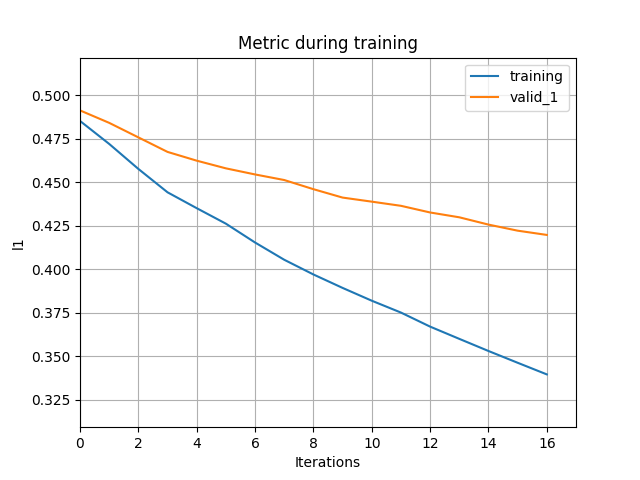 Metric during training
training
valid_1
0.500
0.475
0.450
0.425
0.400
0.375
0.350
0.325
l1
0 2 4 6 8 10 12 14 16
Iterations